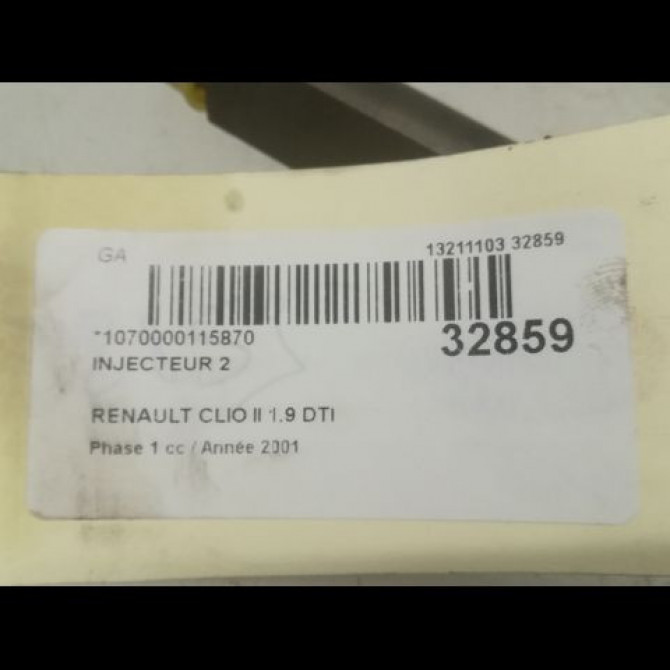 GA
13211103 32859
*1070000115870
32859
INJECTEUR 2
RENAULT CLIO II 1.9 DTI
Phase 1 cc / Année 2001